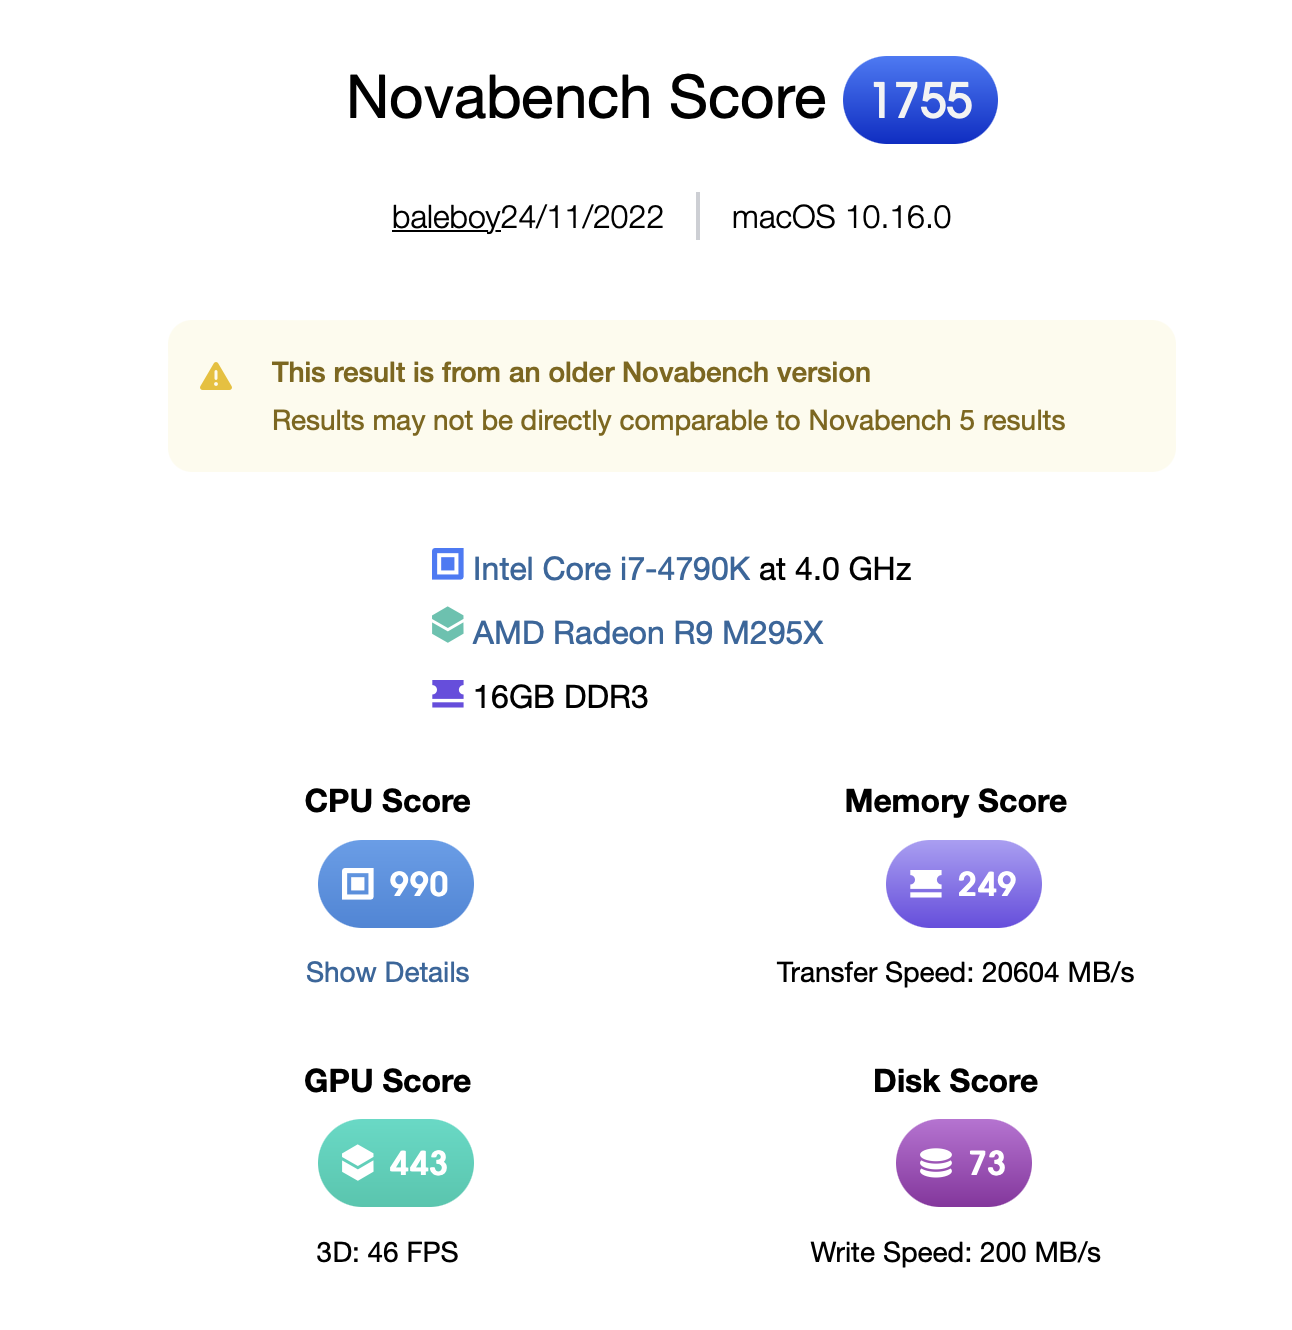 Novabench Score 1755
baleboy24/11/2022 macOS 10.16.0
This result is from an older Novabench version
Results may not be directly comparable to Novabench 5 results
Intel Core i7-4790K at 4.0 GHz
AMD Radeon R9 M295X
16GB DDR3
CPU Score
990
Show Details
Memory Score
249
Transfer Speed: 20604 MB/s
GPU Score
443
3D: 46 FPS
Disk Score
73
Write Speed: 200 MB/s